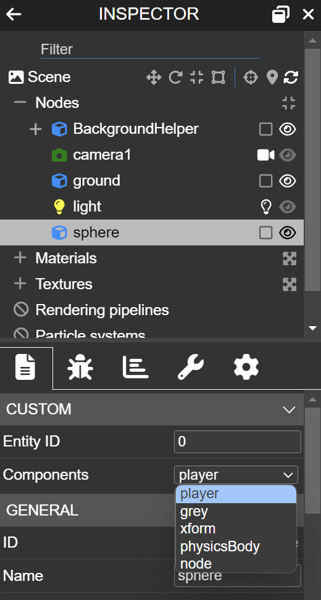 INSPECTOR
Filter
Scene
Nodes
BackgroundHelper
camera1
ground
light
sphere
Materials
Textures
Rendering pipelines
Particle systems
CUSTOM
Entity ID 0
Components player
player
GENERAL
grey
xform
ID
physicsBody
node
Name sphere